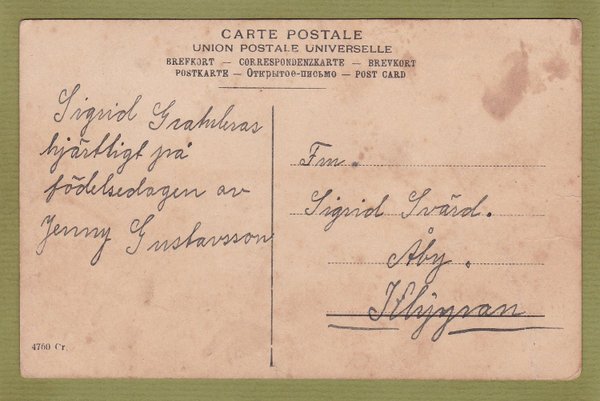 CARTE POSTALE
UNION POSTALE UNIVERSELLE
BREFKORT — CORRESPONDENZKARTE — BREVKORT
POSTKARTE — Открытое-письмо — POST CARD
Sigrid Gratuleras
hjärtligt på
födelsedagen av
Jenny Gustavsson
Frn.
Sigrid Svärd.
Åby.
4760 Cr.